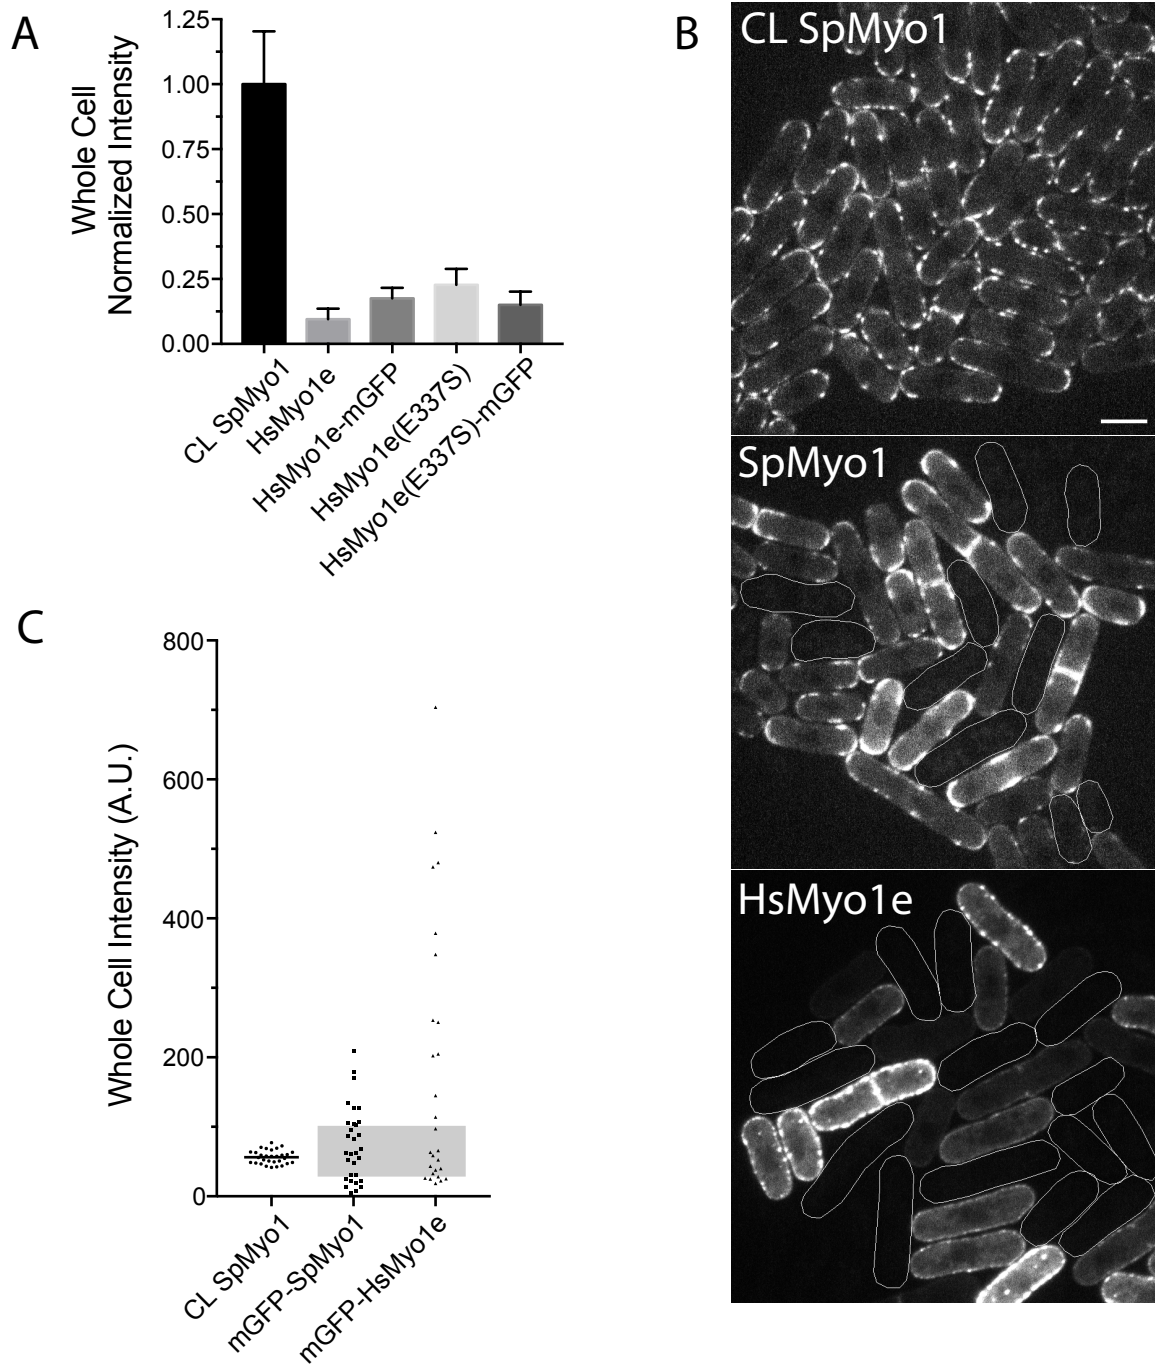 A
Whole Cell
Normalized Intensity
1.25
1.00
0.75
0.50
0.25
0.00
CL SpMyo1
HsMyo1e
HsMyo1e-mGFP
HsMyo1e(E337S)
HsMyo1e(E337S)-mGFP
B
CL SpMyo1
SpMyo1
HsMyo1e
C
Whole Cell Intensity (A.U.)
800
600
400
200
0
CL SpMyo1
mGFP-SpMyo1
mGFP-HsMyo1e